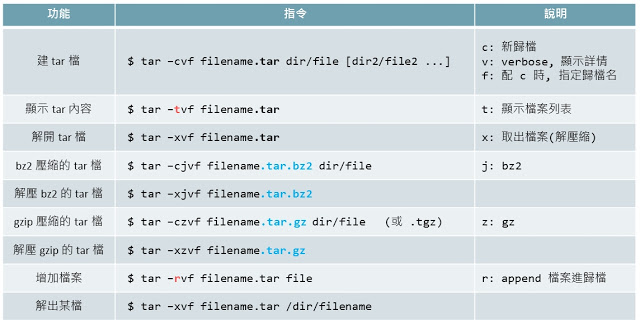 功能 指令 說明
建 tar 檔 $ tar –cvf filename.tar dir/file [dir2/file2 ...] c: 新歸檔
v: verbose, 顯示詳情
f: 配 c 時, 指定歸檔名
顯示 tar 內容 $ tar –tvf filename.tar t: 顯示檔案列表
解開 tar 檔 $ tar –xvf filename.tar x: 取出檔案(解壓縮)
bz2 壓縮的 tar 檔 $ tar –cjvf filename.tar.bz2 dir/file j: bz2
解壓 bz2 的 tar 檔 $ tar –xjvf filename.tar.bz2
gzip 壓縮的 tar 檔 $ tar –czvf filename.tar.gz dir/file (或 .tgz) z: gz
解壓 gzip 的 tar 檔 $ tar –xzvf filename.tar.gz
增加檔案 $ tar –rvf filename.tar file r: append 檔案進歸檔
解出某檔 $ tar –xvf filename.tar /dir/filename